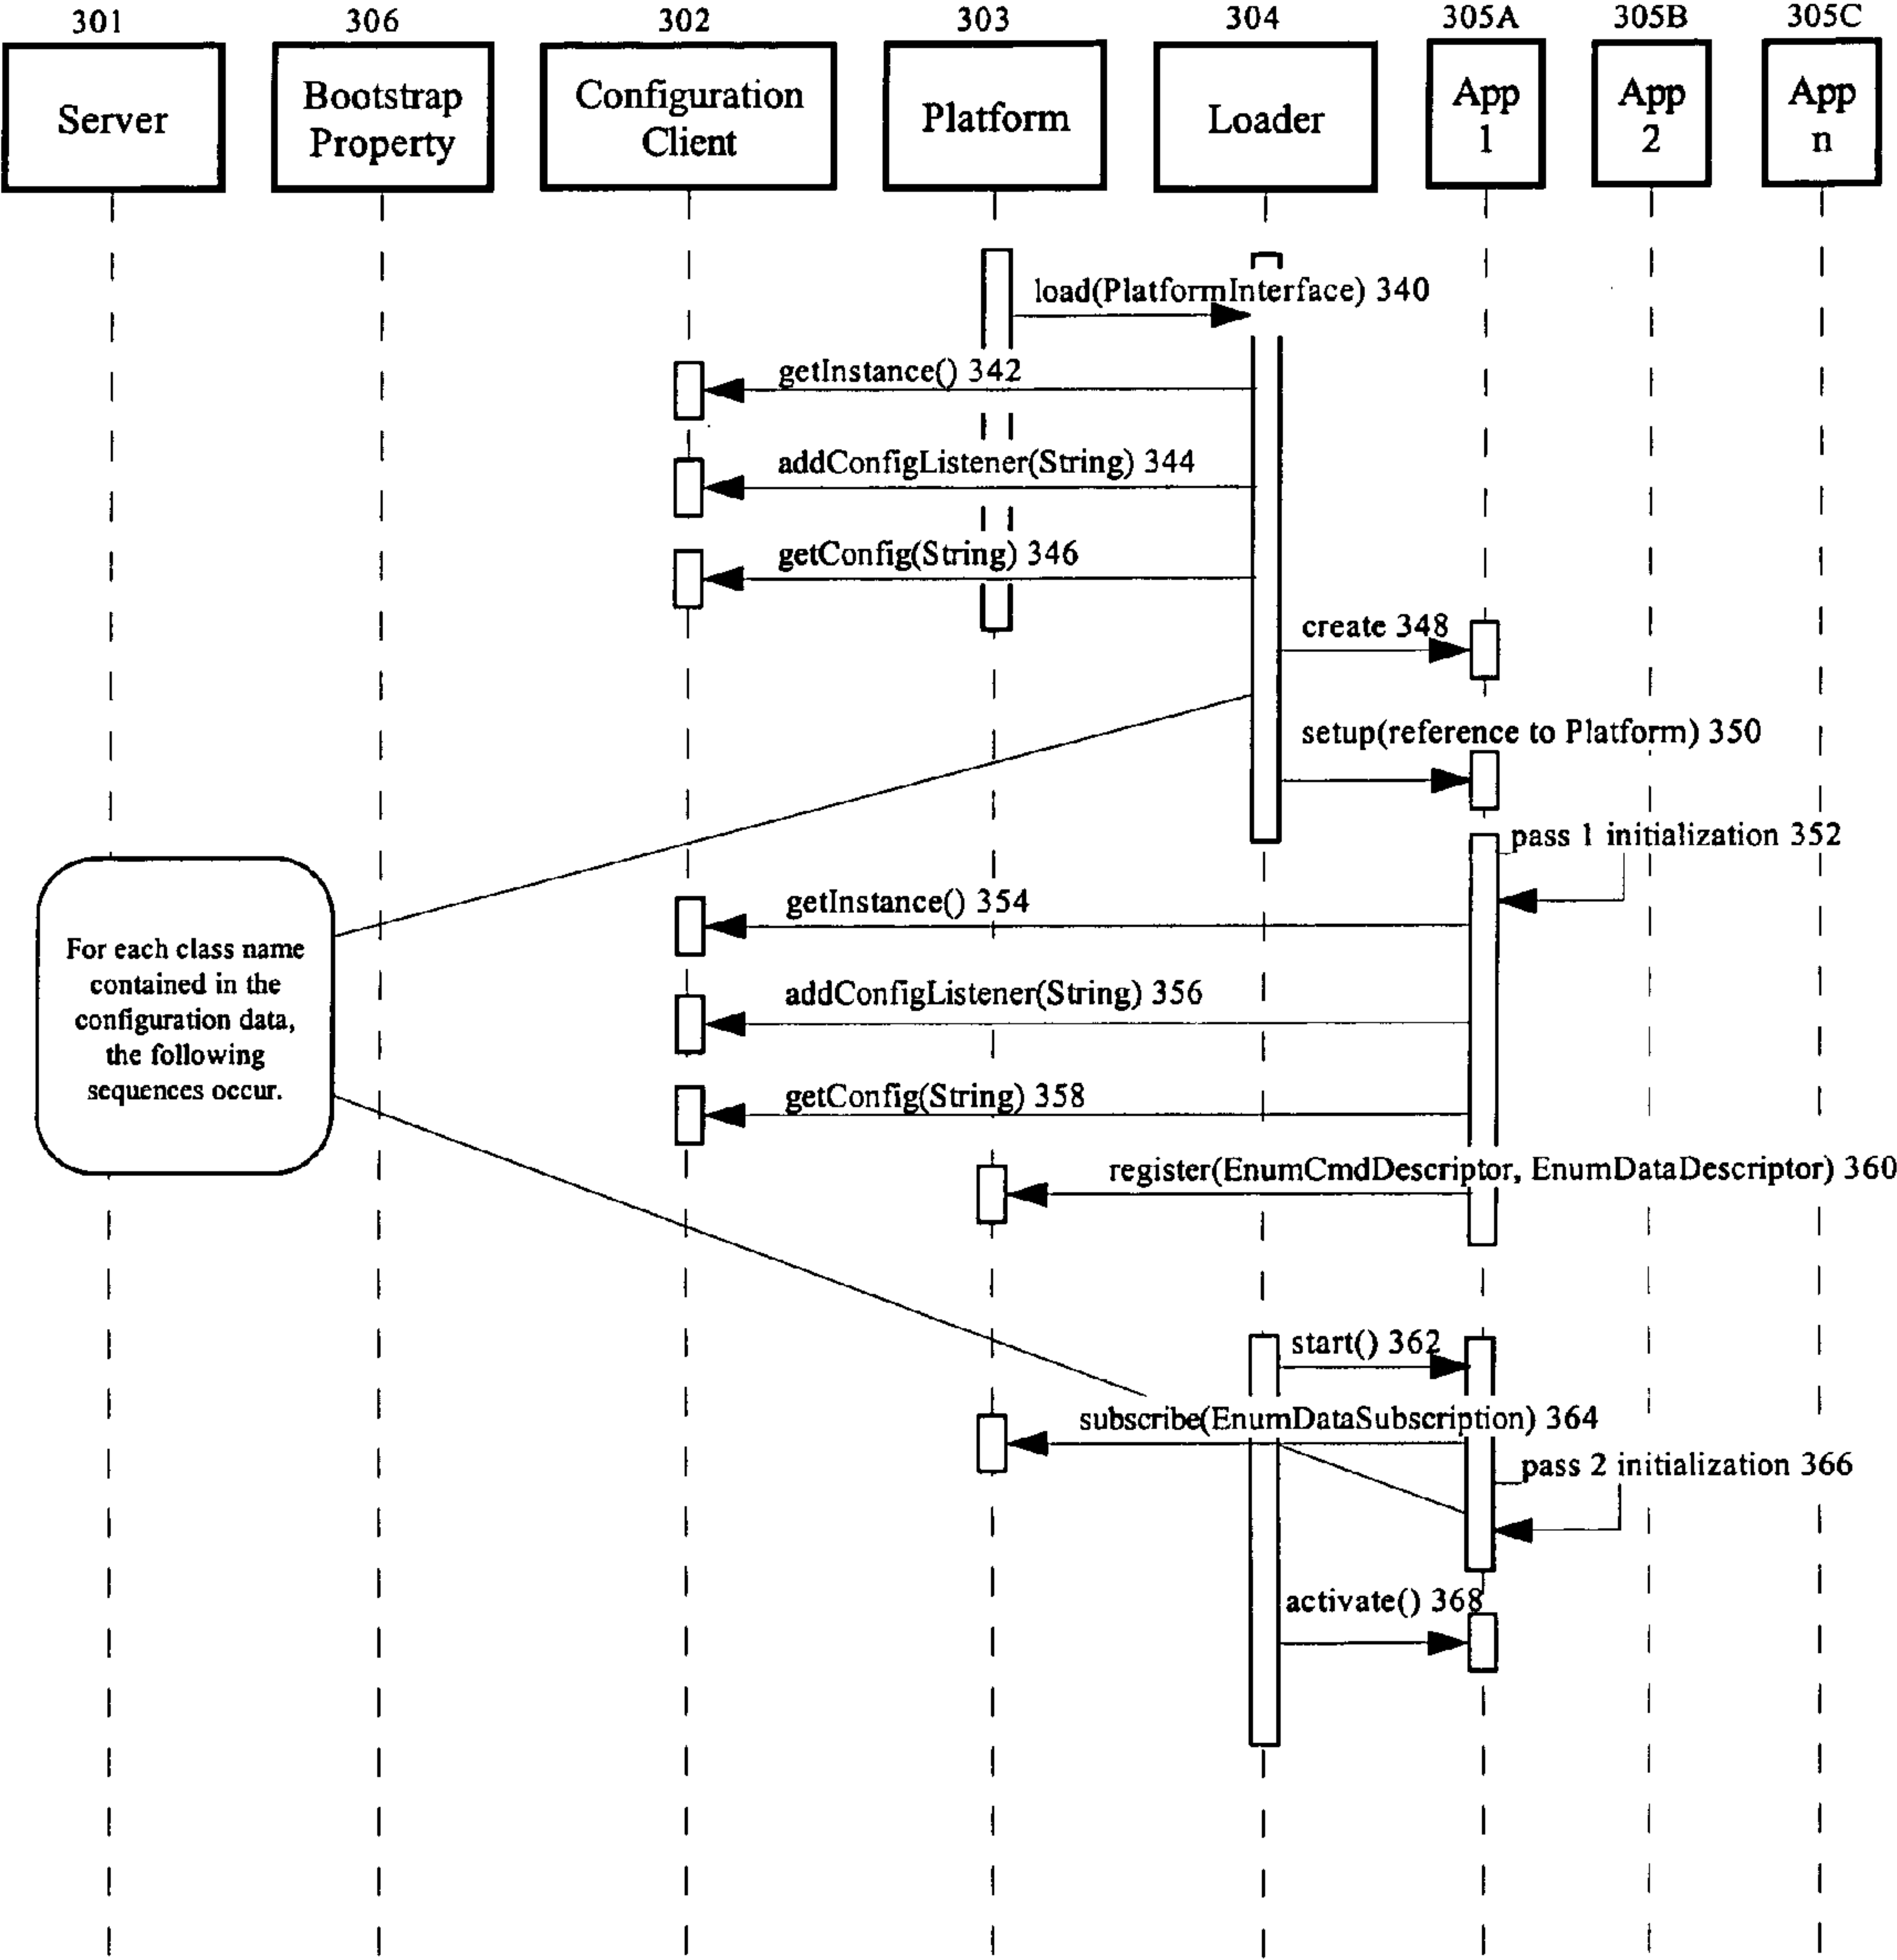 301
306
302
303
304
305A
305B
305C
Server
Bootstrap
Property
Configuration
Client
Platform
Loader
App
1
App
2
App
n
load(PlatformInterface) 340
getInstance() 342
addConfigListener(String) 344
getConfig(String) 346
create 348
setup(reference to Platform) 350
pass 1 initialization 352
getInstance() 354
For each class name
contained in the
configuration data,
the following
sequences occur.
addConfigListener(String) 356
getConfig(String) 358
register(EnumCmdDescriptor, EnumDataDescriptor) 360
start() 362
subscribe(EnumDataSubscription) 364
pass 2 initialization 366
activate() 368